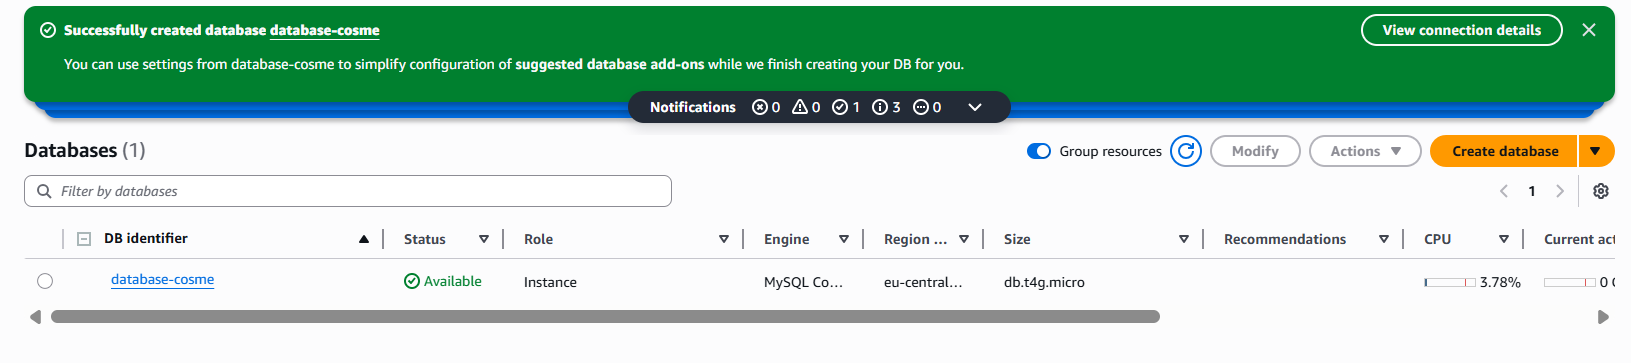 Successfully created database database-cosme
View connection details
You can use settings from database-cosme to simplify configuration of suggested database add-ons while we finish creating your DB for you.
Notifications 0 0 1 3 0
Databases (1)
Group resources
Modify
Actions
Create database
Filter by databases
1
DB identifier Status Role Engine Region ... Size Recommendations CPU Current act
database-cosme Available Instance MySQL Co... eu-central... db.t4g.micro 3.78% 0